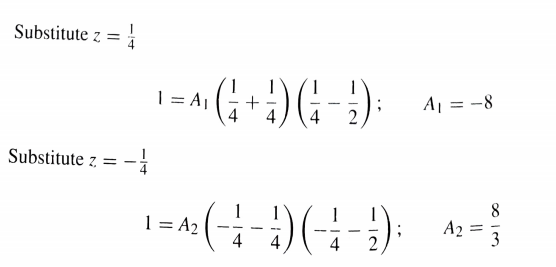 Substitute z = 1/4
1 = A₁ (1/4 + 1/4) (1/4 − 1/2); A₁ = −8
Substitute z = −1/4
1 = A₂ (−1/4 − 1/4) (−1/4 − 1/2); A₂ = 8/3